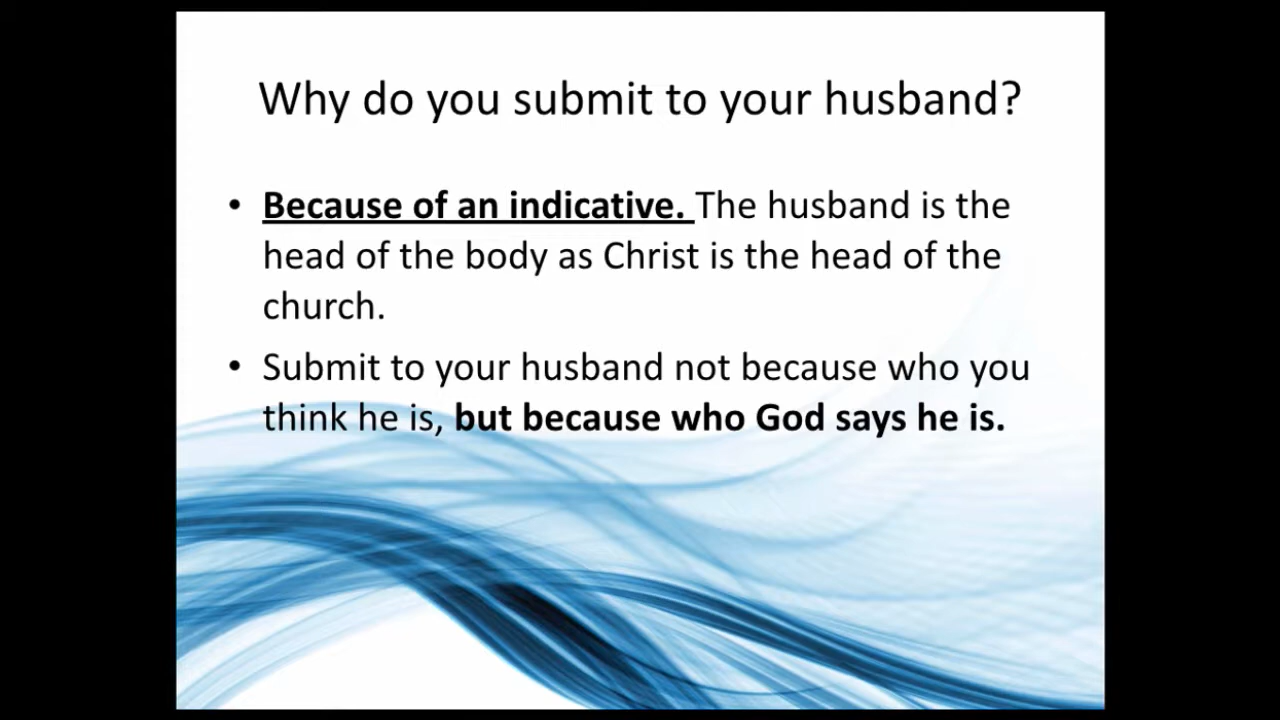 Why do you submit to your husband?
• Because of an indicative. The husband is the
head of the body as Christ is the head of the
church.
• Submit to your husband not because who you
think he is, but because who God says he is.